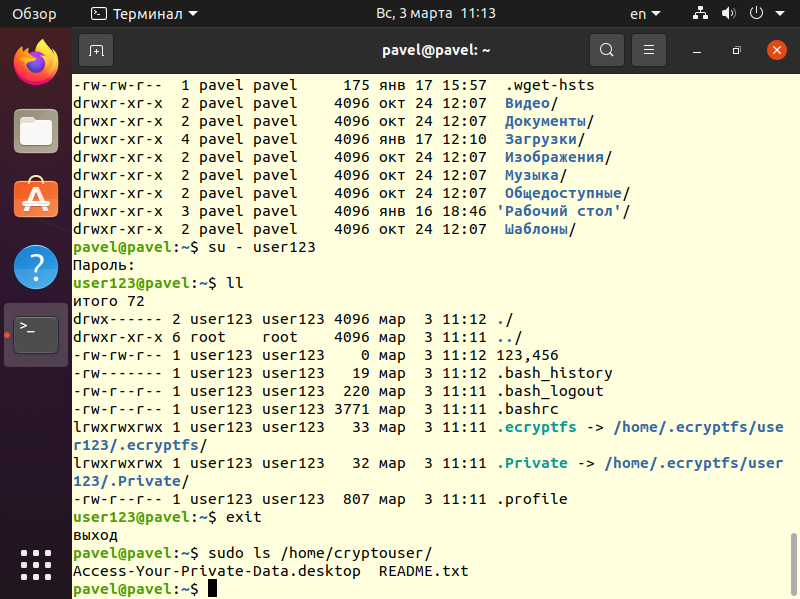 Обзор Терминал Вс, 3 марта 11:13 en
pavel@pavel: ~
-rw-rw-r-- 1 pavel pavel 175 янв 17 15:57 .wget-hsts
drwxr-xr-x 2 pavel pavel 4096 окт 24 12:07 Видео/
drwxr-xr-x 2 pavel pavel 4096 окт 24 12:07 Документы/
drwxr-xr-x 4 pavel pavel 4096 янв 17 12:10 Загрузки/
drwxr-xr-x 2 pavel pavel 4096 окт 24 12:07 Изображения/
drwxr-xr-x 2 pavel pavel 4096 окт 24 12:07 Музыка/
drwxr-xr-x 2 pavel pavel 4096 окт 24 12:07 Общедоступные/
drwxr-xr-x 3 pavel pavel 4096 янв 16 18:46 'Рабочий стол'/
drwxr-xr-x 2 pavel pavel 4096 окт 24 12:07 Шаблоны/
pavel@pavel:~$ su - user123
Пароль:
user123@pavel:~$ ll
итого 72
drwx------ 2 user123 user123 4096 мар 3 11:12 ./
drwxr-xr-x 6 root root 4096 мар 3 11:11 ../
-rw-rw-r-- 1 user123 user123 0 мар 3 11:12 123,456
-rw------- 1 user123 user123 19 мар 3 11:12 .bash_history
-rw-r--r-- 1 user123 user123 220 мар 3 11:11 .bash_logout
-rw-r--r-- 1 user123 user123 3771 мар 3 11:11 .bashrc
lrwxrwxrwx 1 user123 user123 33 мар 3 11:11 .ecryptfs -> /home/.ecryptfs/use
r123/.ecryptfs/
lrwxrwxrwx 1 user123 user123 32 мар 3 11:11 .Private -> /home/.ecryptfs/user
123/.Private/
-rw-r--r-- 1 user123 user123 807 мар 3 11:11 .profile
user123@pavel:~$ exit
выход
pavel@pavel:~$ sudo ls /home/cryptouser/
Access-Your-Private-Data.desktop README.txt
pavel@pavel:~$